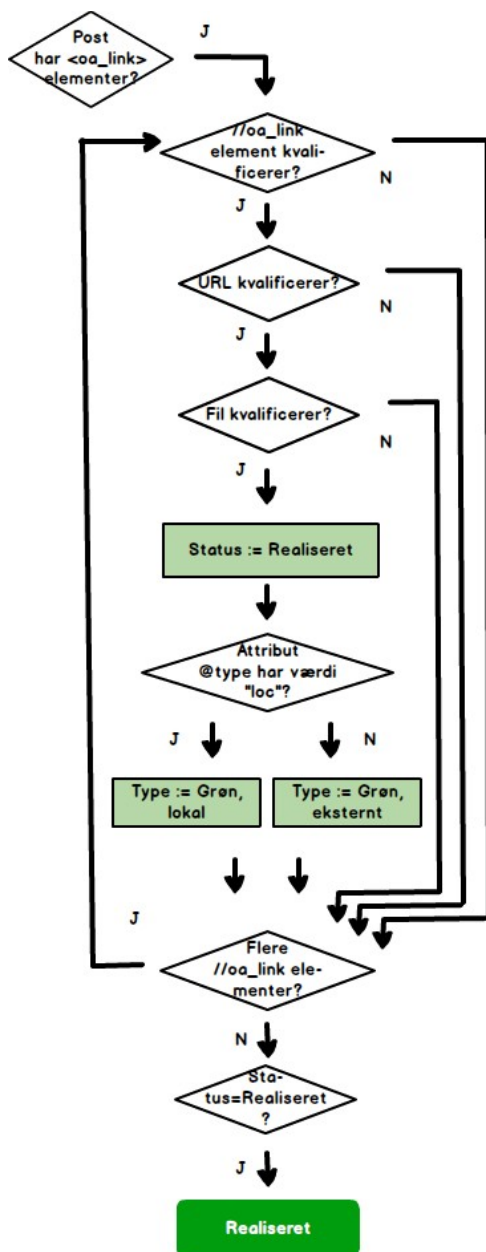 Post
har <oa_link>
elementer?
J
//oa_link
element kvali-
ficerer?
N
J
URL kvalificerer?
N
J
Fil kvalificerer?
N
J
Status := Realiseret
Attribut
@type har værdi
"loc"?
J
N
Type := Grøn,
lokal
Type := Grøn,
eksternt
J
Flere
//oa_link ele-
menter?
N
Sta-
tus=Realiseret
?
J
Realiseret